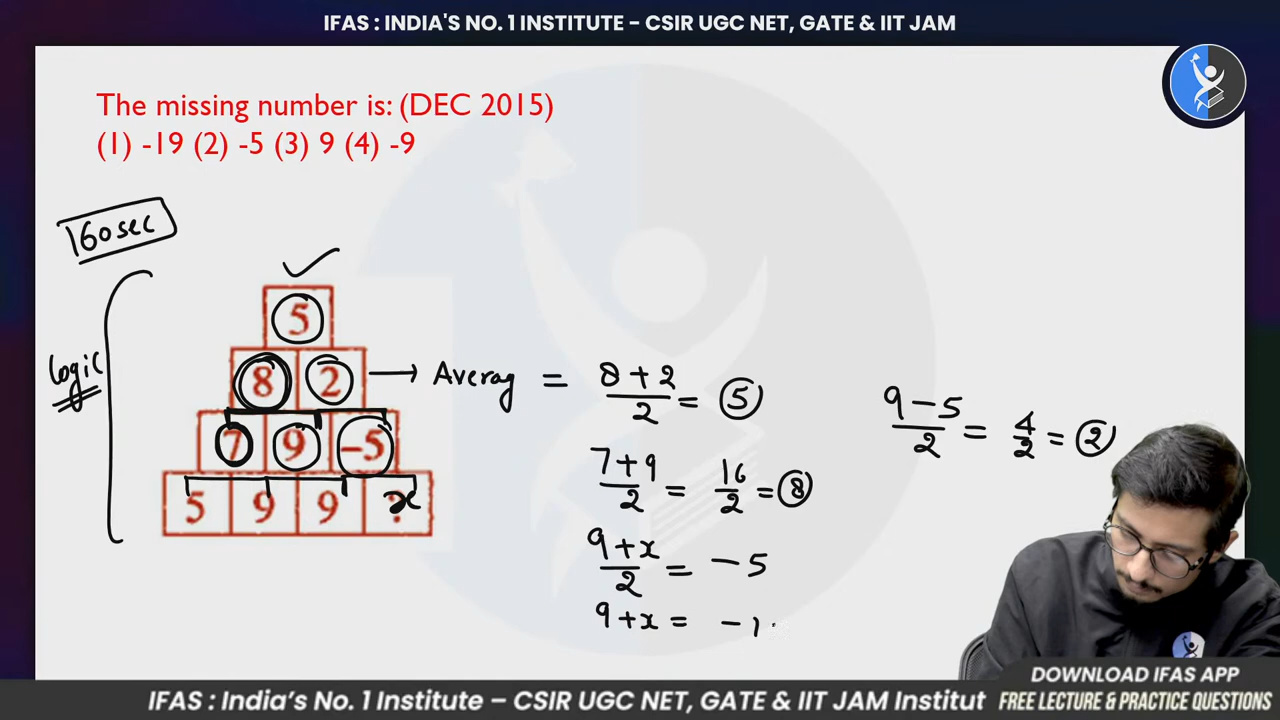 IFAS : INDIA'S NO. 1 INSTITUTE – CSIR UGC NET, GATE & IIT JAM
The missing number is: (DEC 2015)
(1) -19 (2) -5 (3) 9 (4) -9
160sec
logic
5
8 2
7 9 -5
5 9 9 x
→ Averag = 8+2/2 = 5
7+9/2 = 16/2 = 8
9+x/2 = -5
9+x = -1
9-5/2 = 4/2 = 2
DOWNLOAD IFAS APP
IFAS : India's No. 1 Institute – CSIR UGC NET, GATE & IIT JAM Institut
FREE LECTURE & PRACTICE QUESTIONS